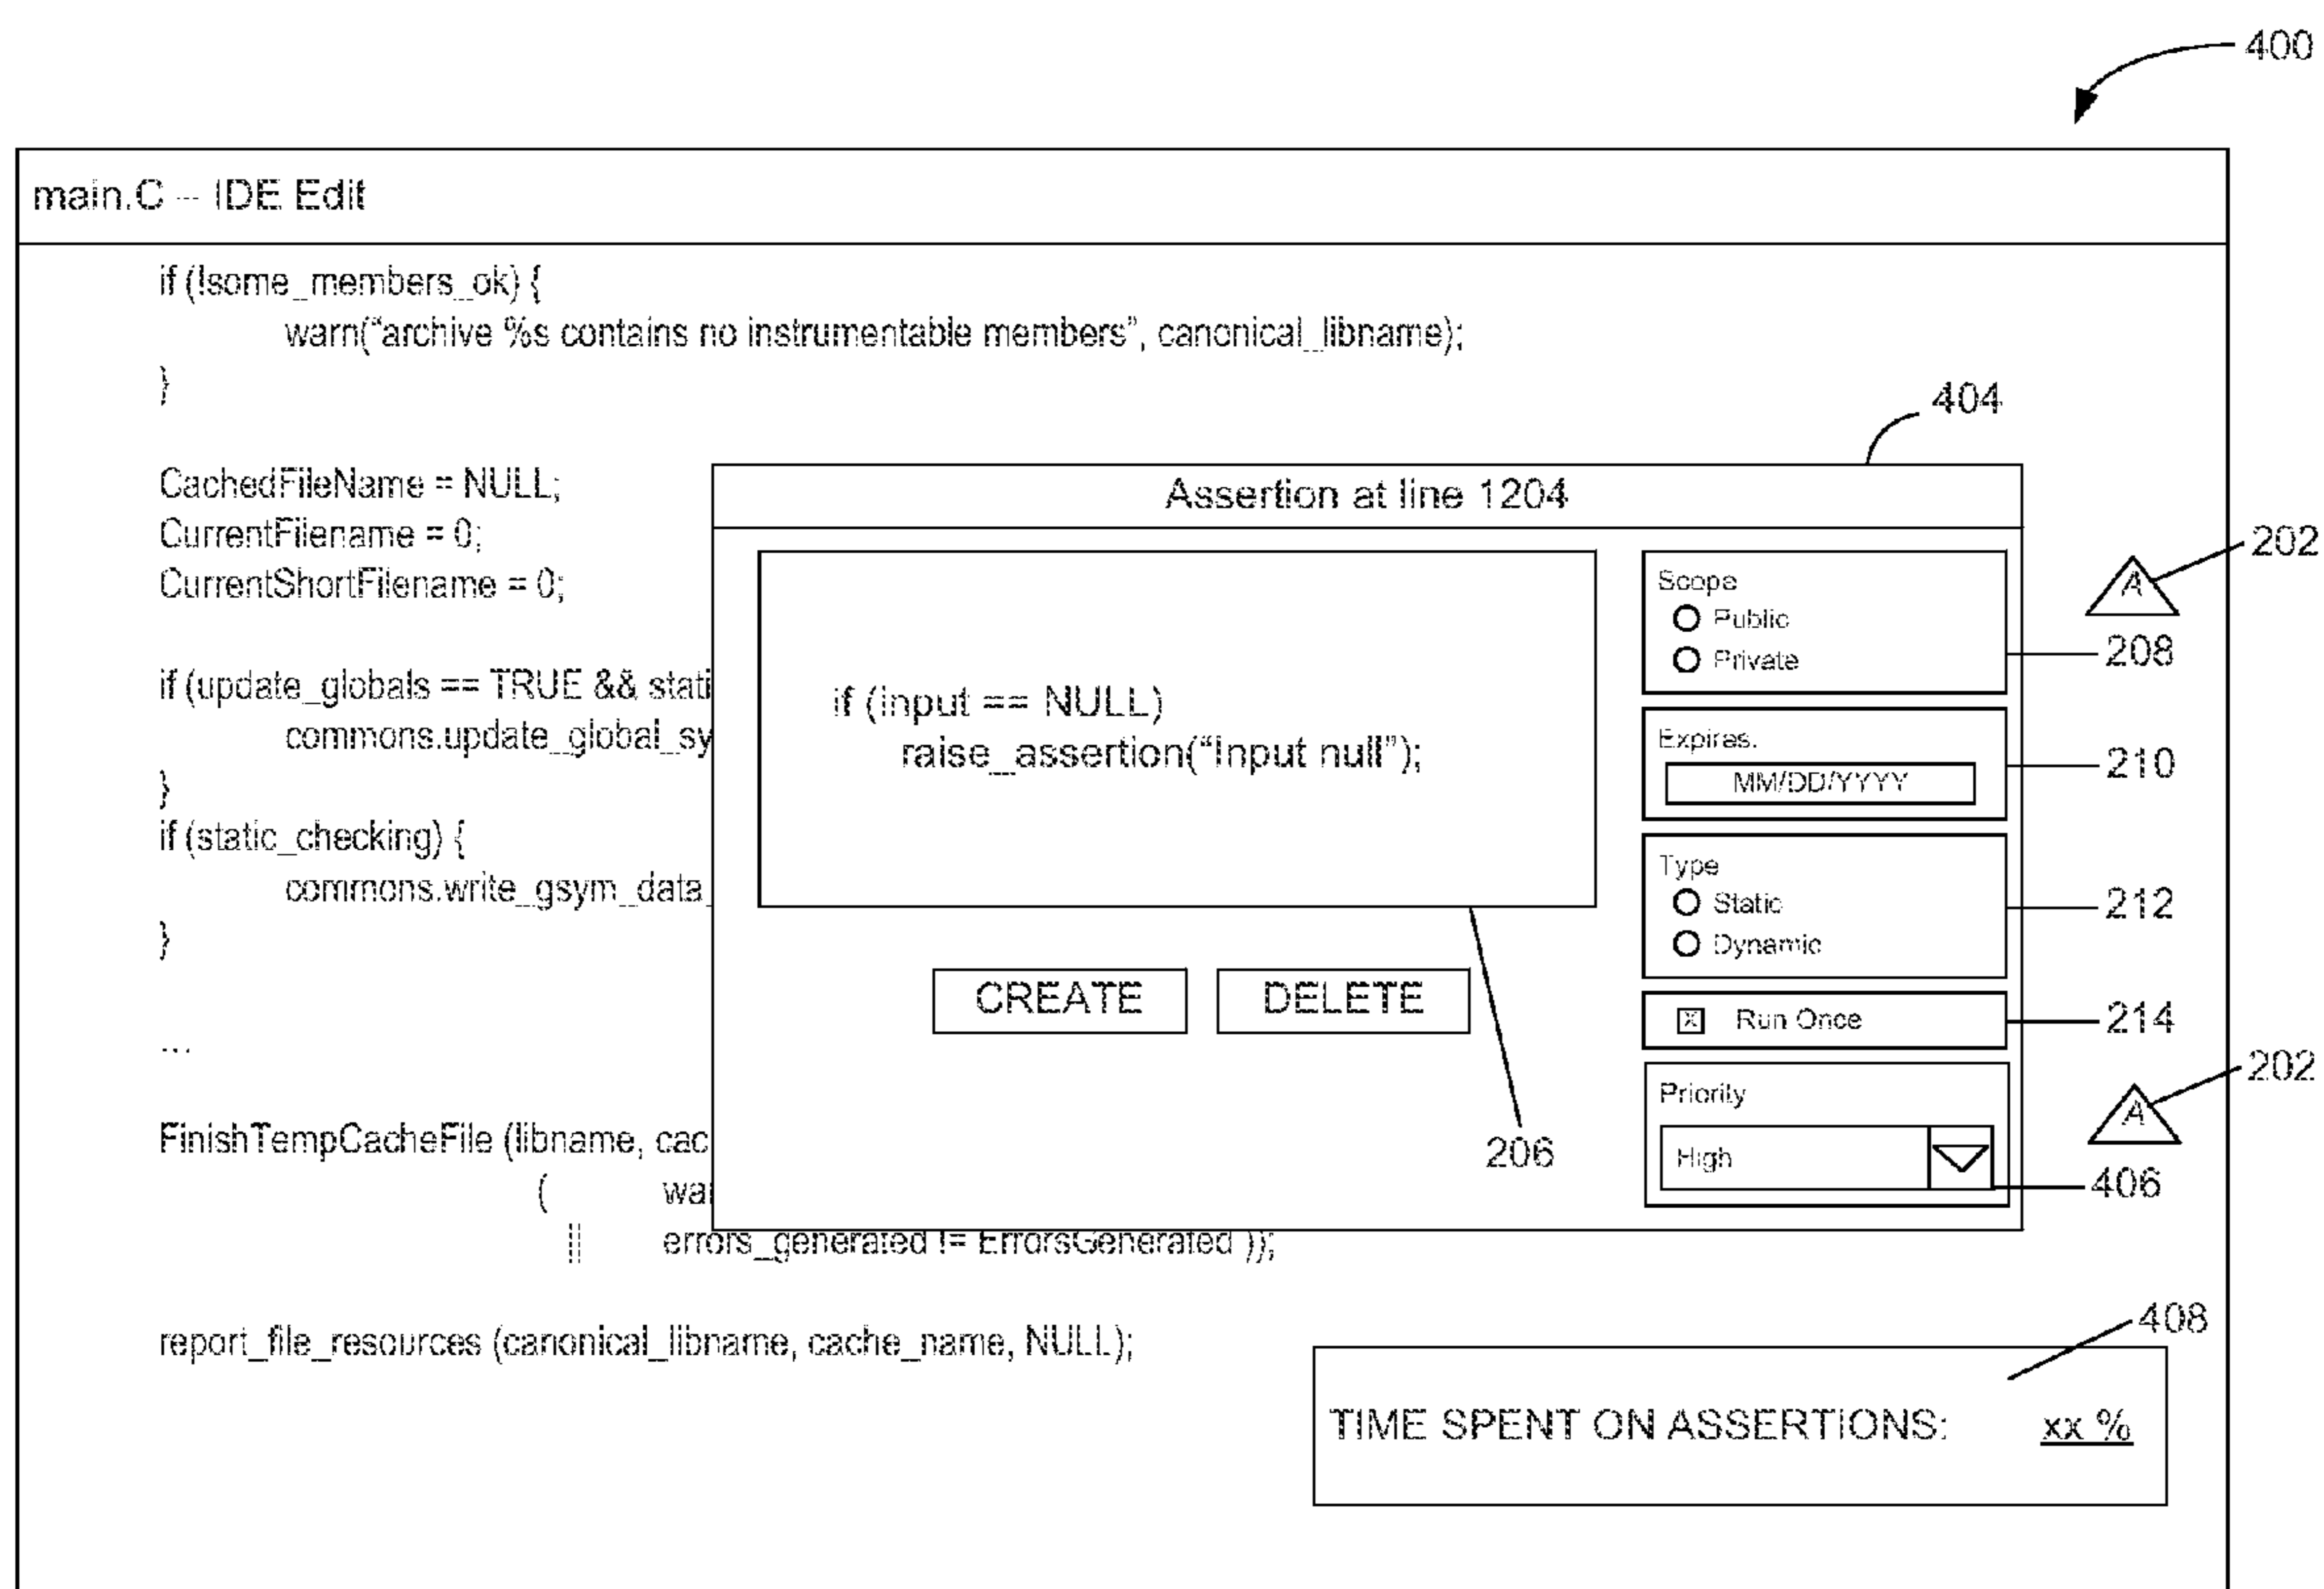 400
main.C -- IDE Edit
if (!some_members_ok) {
warn("archive %s contains no instrumentable members", canonical_libname);
}
404
CachedFileName = NULL;
CurrentFilename = 0;
CurrentShortFilename = 0;
if (update_globals == TRUE && stati
commons.update_global_sy
}
if (static_checking) {
commons.write_gsym_data_
}
...
FinishTempCacheFile (libname, cac
( wa
|| errors_generated != ErrorsGenerated ));
report_file_resources (canonical_libname, cache_name, NULL);
Assertion at line 1204
if (input == NULL)
raise_assertion("Input null");
CREATE DELETE
206
Scope
Public
Private
Expires.
MM/DD/YYYY
Type
Static
Dynamic
X Run Once
Priority
High
A 202
208
210
212
214
A 202
406
408
TIME SPENT ON ASSERTIONS: xx %